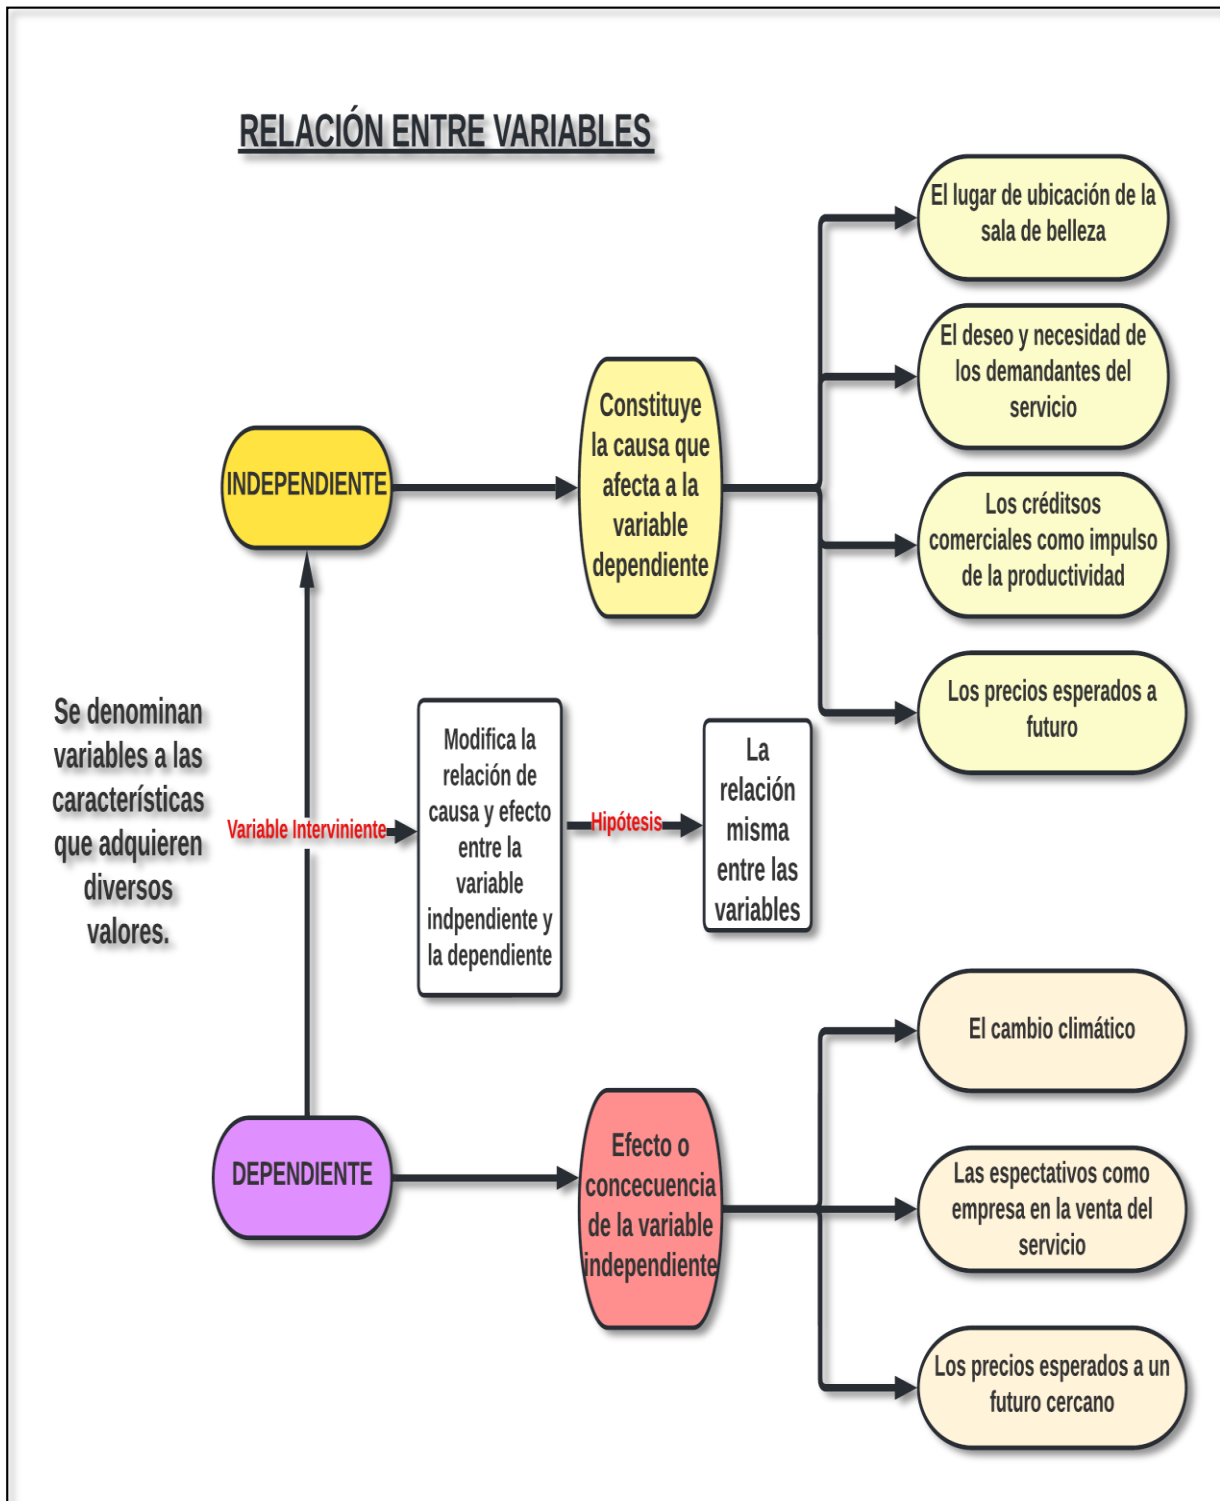 RELACIÓN ENTRE VARIABLES
El lugar de ubicación de la
sala de belleza
El deseo y necesidad de
los demandantes del
servicio
Constituye
la causa que
afecta a la
variable
dependiente
INDEPENDIENTE
Los créditsos
comerciales como impulso
de la productividad
Los precios esperados a
futuro
Se denominan
variables a las
características
que adquieren
diversos
valores.
Variable Interviniente
Modifica la
relación de
causa y efecto
entre la
variable
indpendiente y
la dependiente
Hipótesis
La
relación
misma
entre las
variables
El cambio climático
DEPENDIENTE
Efecto o
concecuencia
de la variable
independiente
Las espectativos como
empresa en la venta del
servicio
Los precios esperados a un
futuro cercano